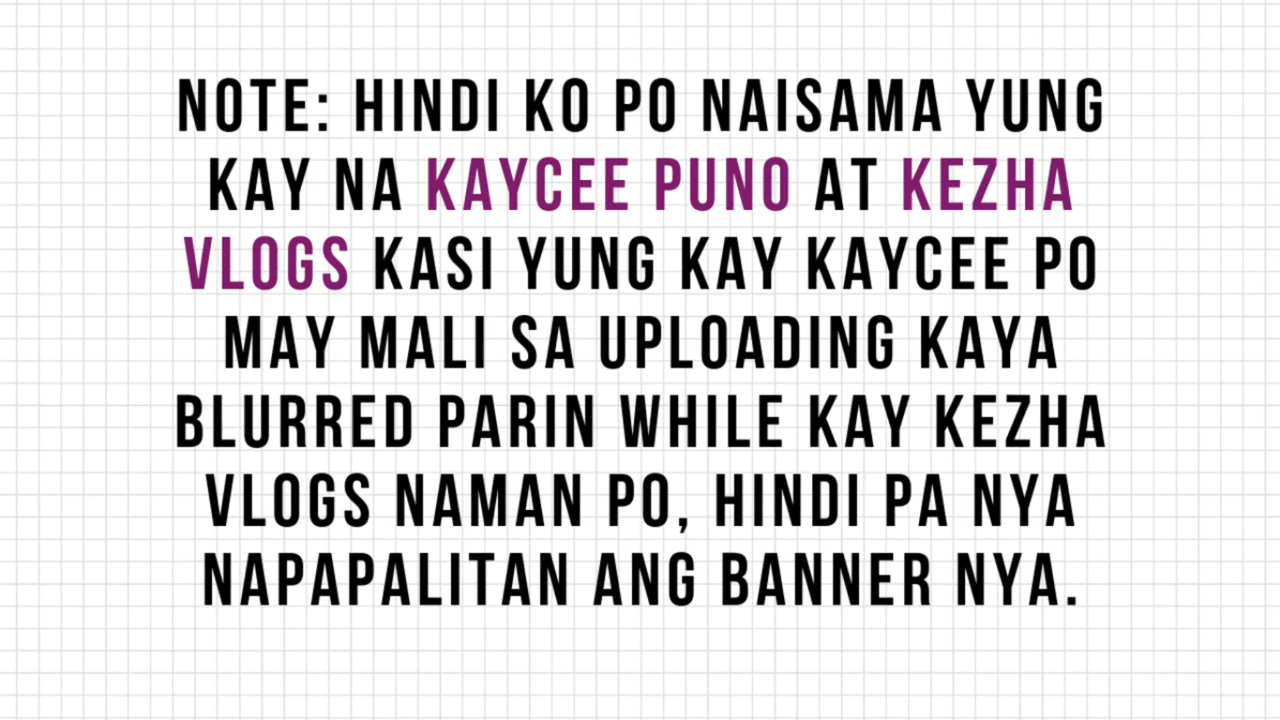 NOTE: HINDI KO PO NAISAMA YUNG
KAY NA KAYCEE PUNO AT KEZHA
VLOGS KASI YUNG KAY KAYCEE PO
MAY MALI SA UPLOADING KAYA
BLURRED PARIN WHILE KAY KEZHA
VLOGS NAMAN PO, HINDI PA NYA
NAPAPALITAN ANG BANNER NYA.